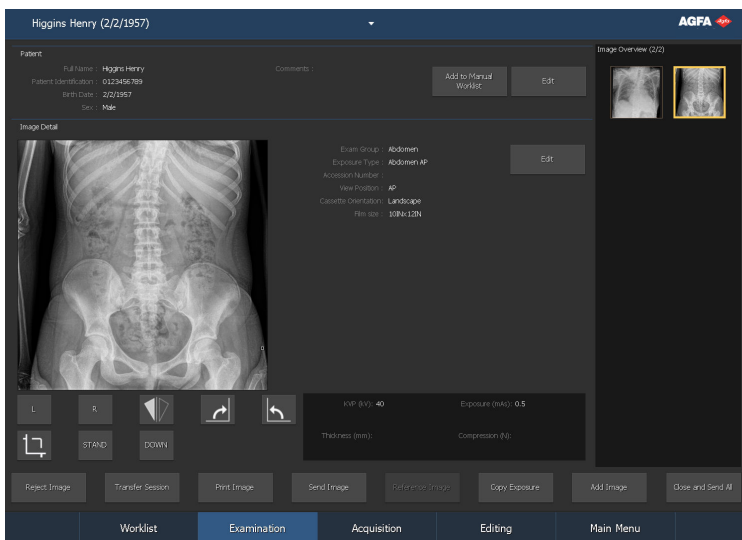 Higgins Henry (2/2/1957)
AGFA
Patient
Full Name : Higgins Henry
Comments :
Patient Identification : 0123456789
Birth Date : 2/2/1957
Sex : Male
Add to Manual
Worklist
Edit
Image Overview (2/2)
Image Detail
Exam Group : Abdomen
Exposure Type : Abdomen AP
Accession Number :
View Position : AP
Cassette Orientation: Landscape
Film size : 10INx12IN
Edit
L
R
STAND
DOWN
KVP (kV): 40
Exposure (mAs): 0.5
Thickness (mm):
Compression (N):
Reject Image
Transfer Session
Print Image
Send Image
Reference Image
Copy Exposure
Add Image
Close and Send All
Worklist
Examination
Acquisition
Editing
Main Menu